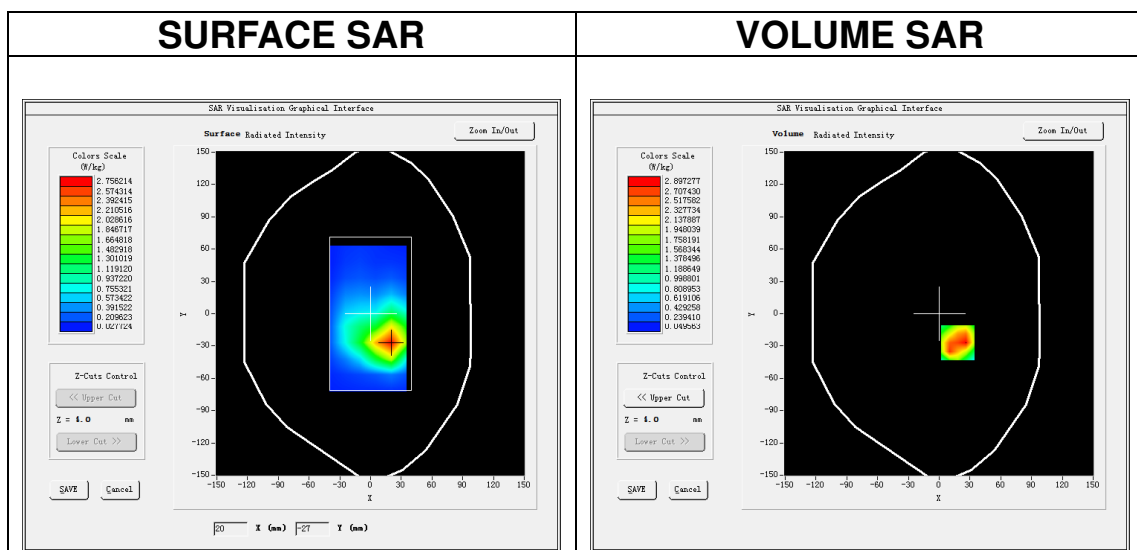 SURFACE SAR
VOLUME SAR
SAR Visualisation Graphical Interface
Surface Radiated Intensity
Zoom In/Out
Colors Scale
(W/kg)
2.756214
2.574314
2.392415
2.210516
2.028616
1.846717
1.664818
1.482918
1.301019
1.119120
0.937220
0.755321
0.573422
0.391522
0.209623
0.027724
Z-Cuts Control
<< Upper Cut
Z = 4.0 mm
Lower Cut >>
SAVE
Cancel
150
120
90
60
30
0
-30
-60
-90
-120
-150
Y
-150 -120 -90 -60 -30 0 30 60 90 120 150
X
20 X (mm) -27 Y (mm)
SAR Visualisation Graphical Interface
Volume Radiated Intensity
Zoom In/Out
Colors Scale
(W/kg)
2.897277
2.707430
2.517582
2.327734
2.137887
1.948039
1.758191
1.568344
1.378496
1.188649
0.998801
0.808953
0.619106
0.429258
0.239410
0.049563
Z-Cuts Control
<< Upper Cut
Z = 4.0 mm
Lower Cut >>
SAVE
Cancel
150
120
90
60
30
0
-30
-60
-90
-120
-150
Y
-150 -120 -90 -60 -30 0 30 60 90 120 150
X